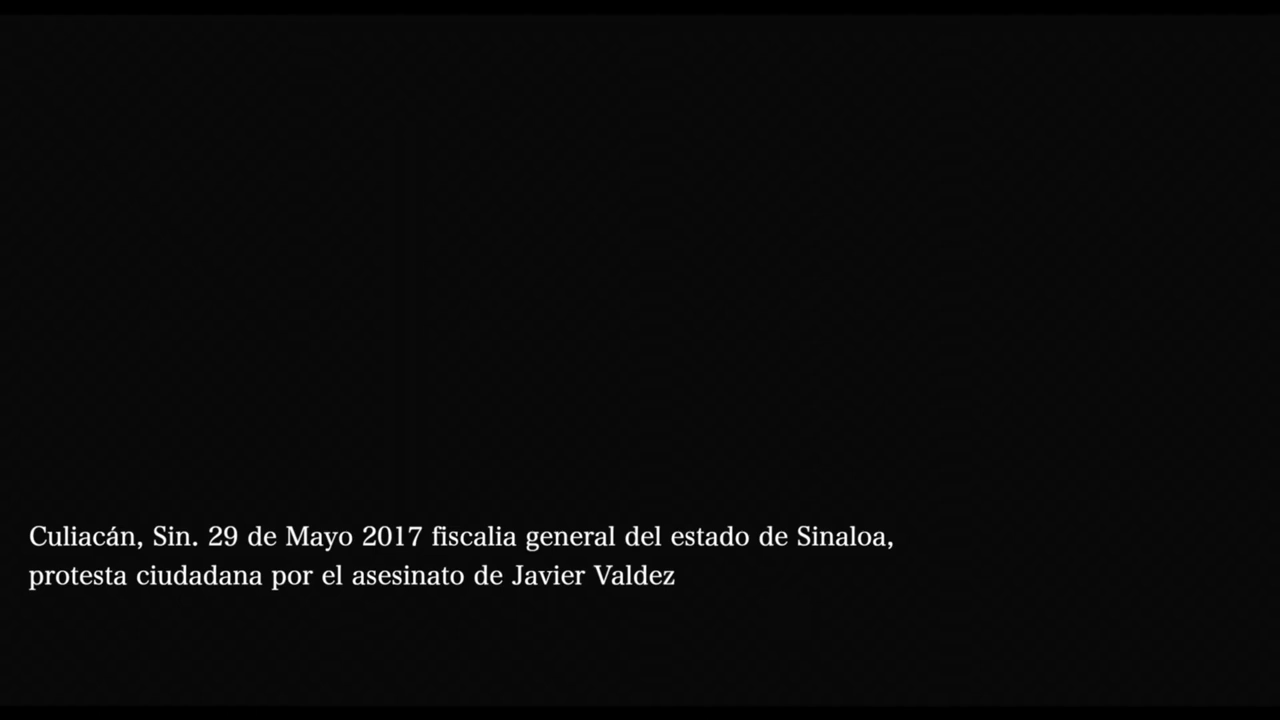 Culiacán, Sin. 29 de Mayo 2017 fiscalia general del estado de Sinaloa,
protesta ciudadana por el asesinato de Javier Valdez